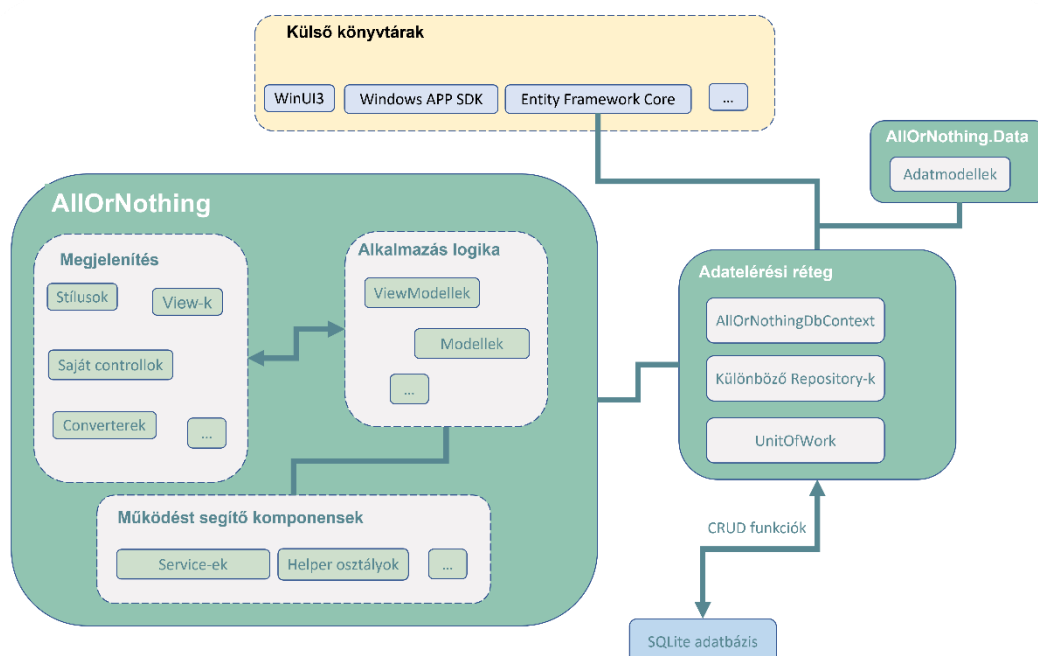 Külső könyvtárak
WinUI3
Windows APP SDK
Entity Framework Core
...
AllOrNothing.Data
Adatmodellek
AllOrNothing
Megjelenítés
Stílusok
View-k
Saját controllok
Converterek
...
Alkalmazás logika
ViewModellek
Modellek
...
Működést segítő komponensek
Service-ek
Helper osztályok
...
Adatelérési réteg
AllOrNothingDbContext
Különböző Repository-k
UnitOfWork
CRUD funkciók
SQLite adatbázis